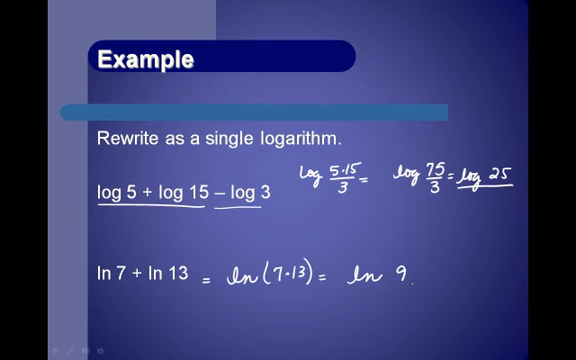 Example
Rewrite as a single logarithm.
log 5 + log 15 – log 3   log 5·15/3 =   log 75/3 = log 25
ln 7 + ln 13 = ln(7·13) = ln 9